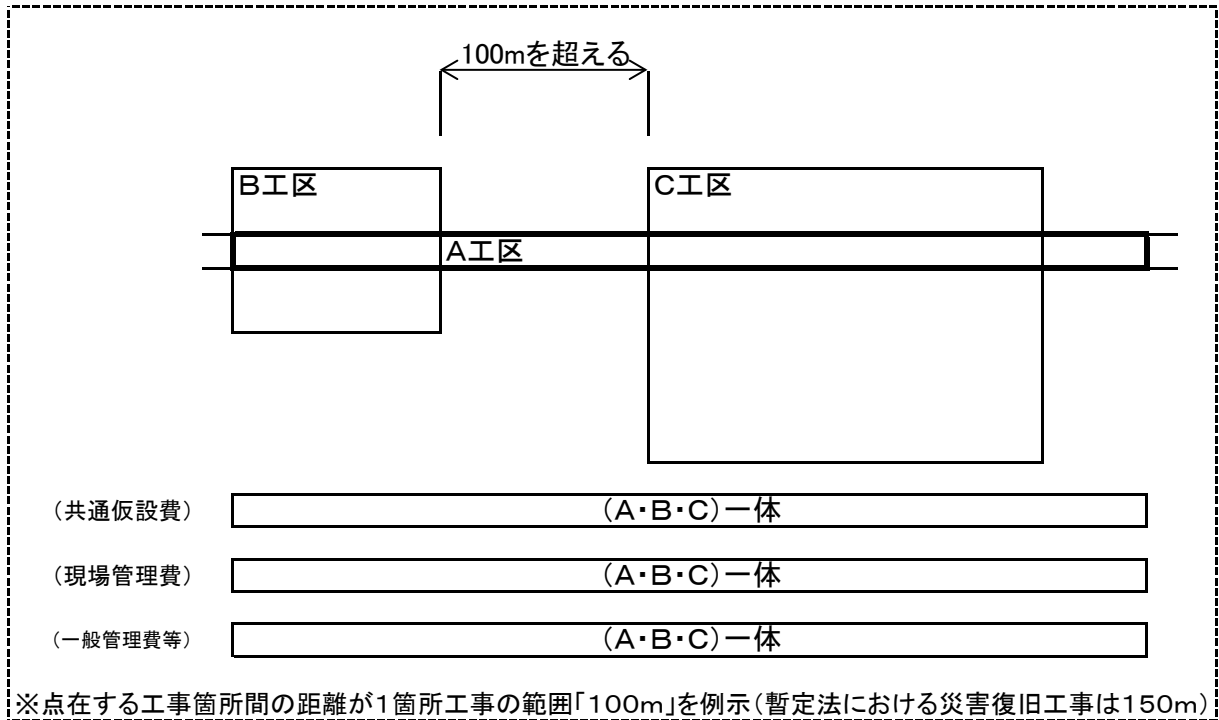 100mを超える
B工区
C工区
A工区
(共通仮設費) (A・B・C)一体
(現場管理費) (A・B・C)一体
(一般管理費等) (A・B・C)一体
※点在する工事箇所間の距離が1箇所工事の範囲「100m」を例示(暫定法における災害復旧工事は150m)